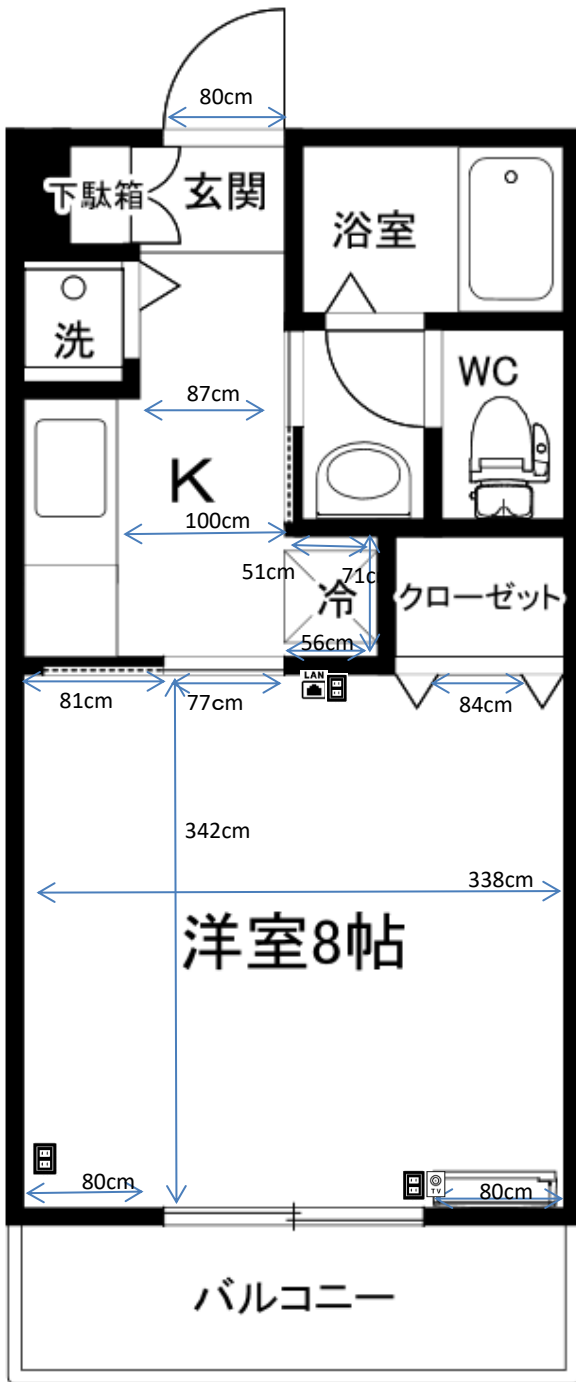 80cm
下駄箱
玄関
浴室
洗
WC
87cm
K
100cm
51cm
71c
冷
クローゼット
56cm
LAN
81cm
77cm
84cm
342cm
338cm
洋室8帖
80cm
TV
80cm
バルコニー